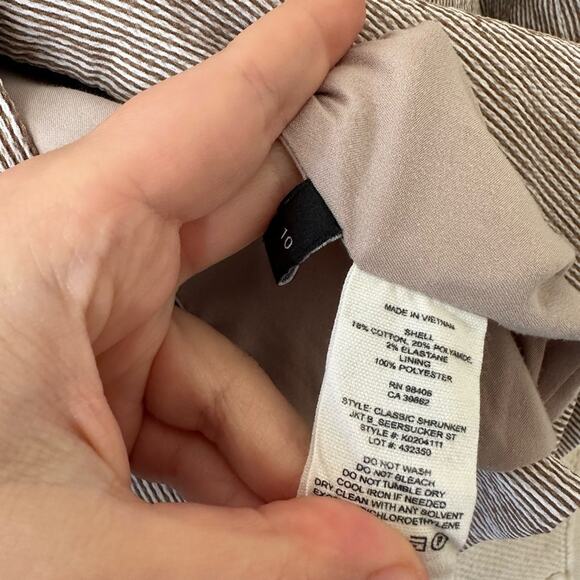 10
MADE IN VIETNAM
SHELL
78% COTTON, 20% POLYAMIDE,
2% ELASTANE
LINING
100% POLYESTER
RN 98406
CA 39882
STYLE: CLASSIC SHRUNKEN
JKT B_SEERSUCKER ST
STYLE #: K0204111
LOT #: 432350
DO NOT WASH
DO NOT BLEACH
DO NOT TUMBLE DRY
COOL IRON IF NEEDED
DRY CLEAN WITH ANY SOLVENT